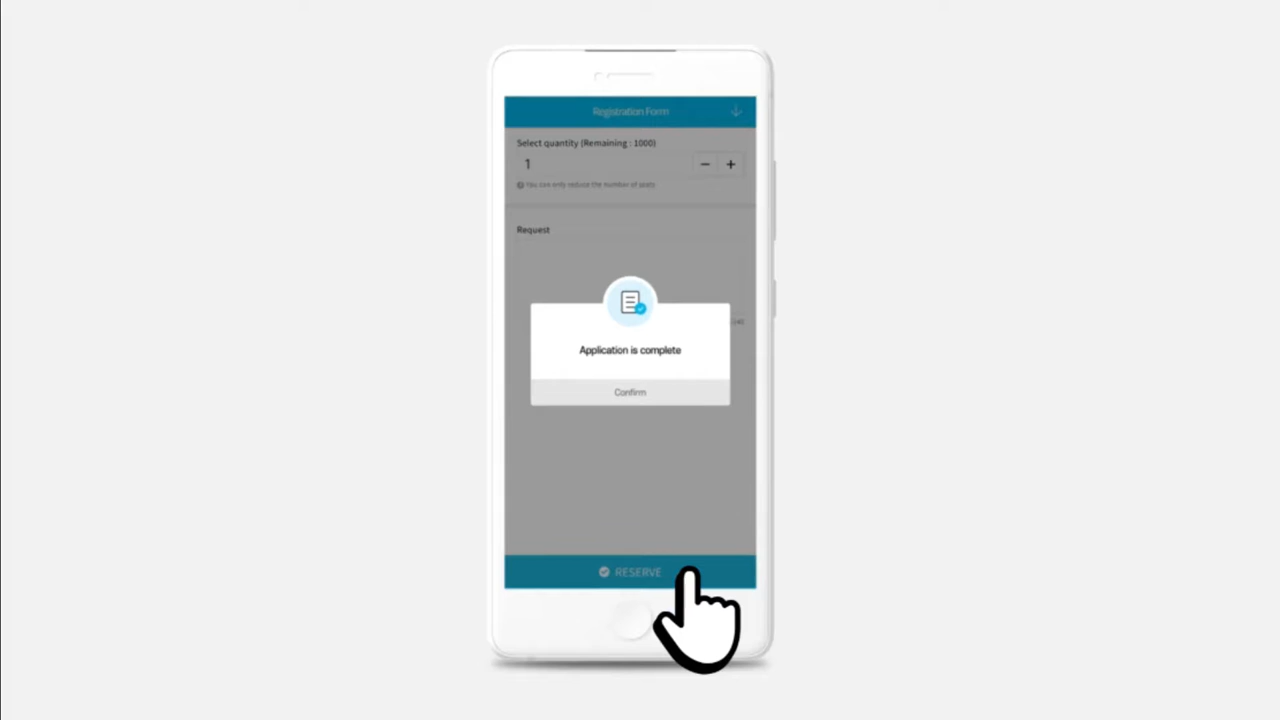 Registration Form
Select quantity (Remaining : 1000)
1
You can only reduce the number of
Request
Application is complete
Confirm
RESERVE